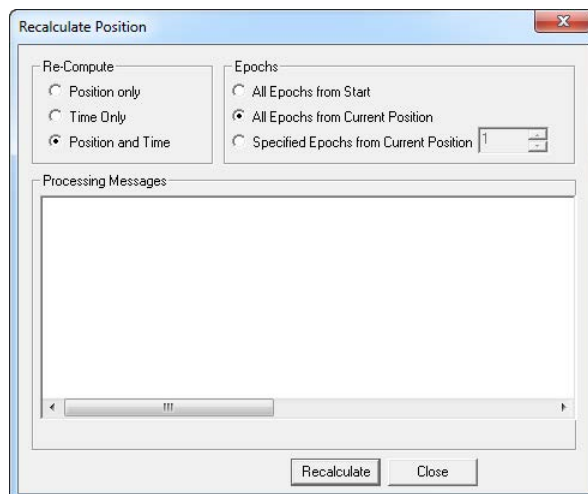 Recalculate Position
Re-Compute
Position only
Time Only
Position and Time
Epochs
All Epochs from Start
All Epochs from Current Position
Specified Epochs from Current Position 1
Processing Messages
Recalculate Close